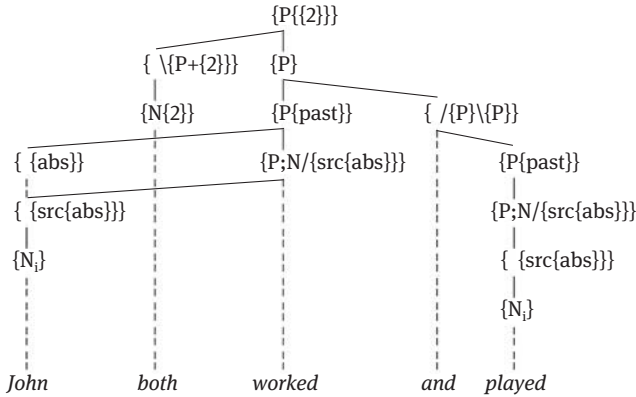 {P{{2}}}
{ \{P+{2}}} {P}
{N{2}} {P{past}} { /{P}\{P}}
{ {abs}} {P;N/{src{abs}}} {P{past}}
{ {src{abs}}} {P;N/{src{abs}}}
{Nᵢ} { {src{abs}}}
{Nᵢ}
John both worked and played